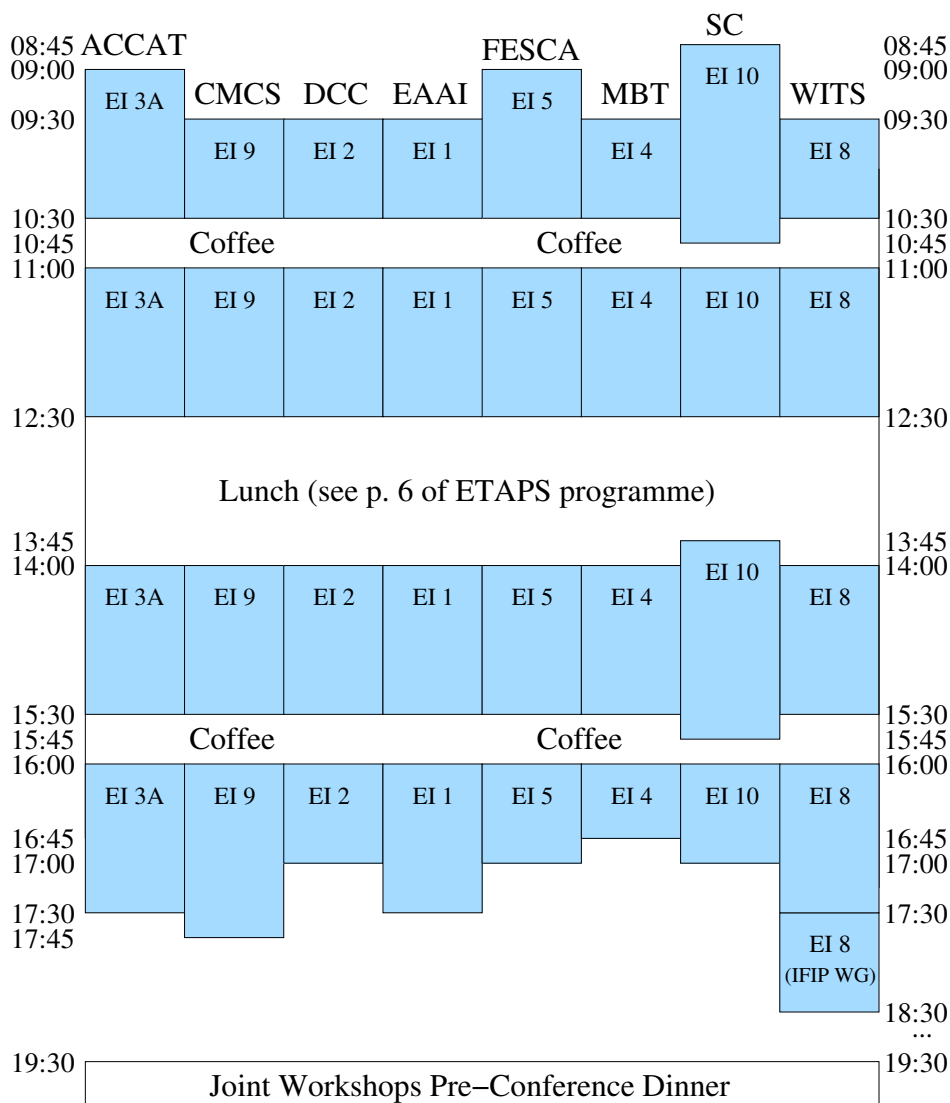 SC
08:45 ACCAT FESCA 08:45
09:00 EI 10 09:00
EI 3A CMCS DCC EAAI EI 5 MBT WITS
09:30 09:30
EI 9 EI 2 EI 1 EI 4 EI 8
10:30 10:30
10:45 Coffee Coffee 10:45
11:00 11:00
EI 3A EI 9 EI 2 EI 1 EI 5 EI 4 EI 10 EI 8
12:30 12:30
Lunch (see p. 6 of ETAPS programme)
13:45 13:45
14:00 EI 10 14:00
EI 3A EI 9 EI 2 EI 1 EI 5 EI 4 EI 8
15:30 15:30
15:45 Coffee Coffee 15:45
16:00 16:00
EI 3A EI 9 EI 2 EI 1 EI 5 EI 4 EI 10 EI 8
16:45 16:45
17:00 17:00
17:30 17:30
17:45 EI 8
(IFIP WG)
18:30
...
19:30 19:30
Joint Workshops Pre−Conference Dinner